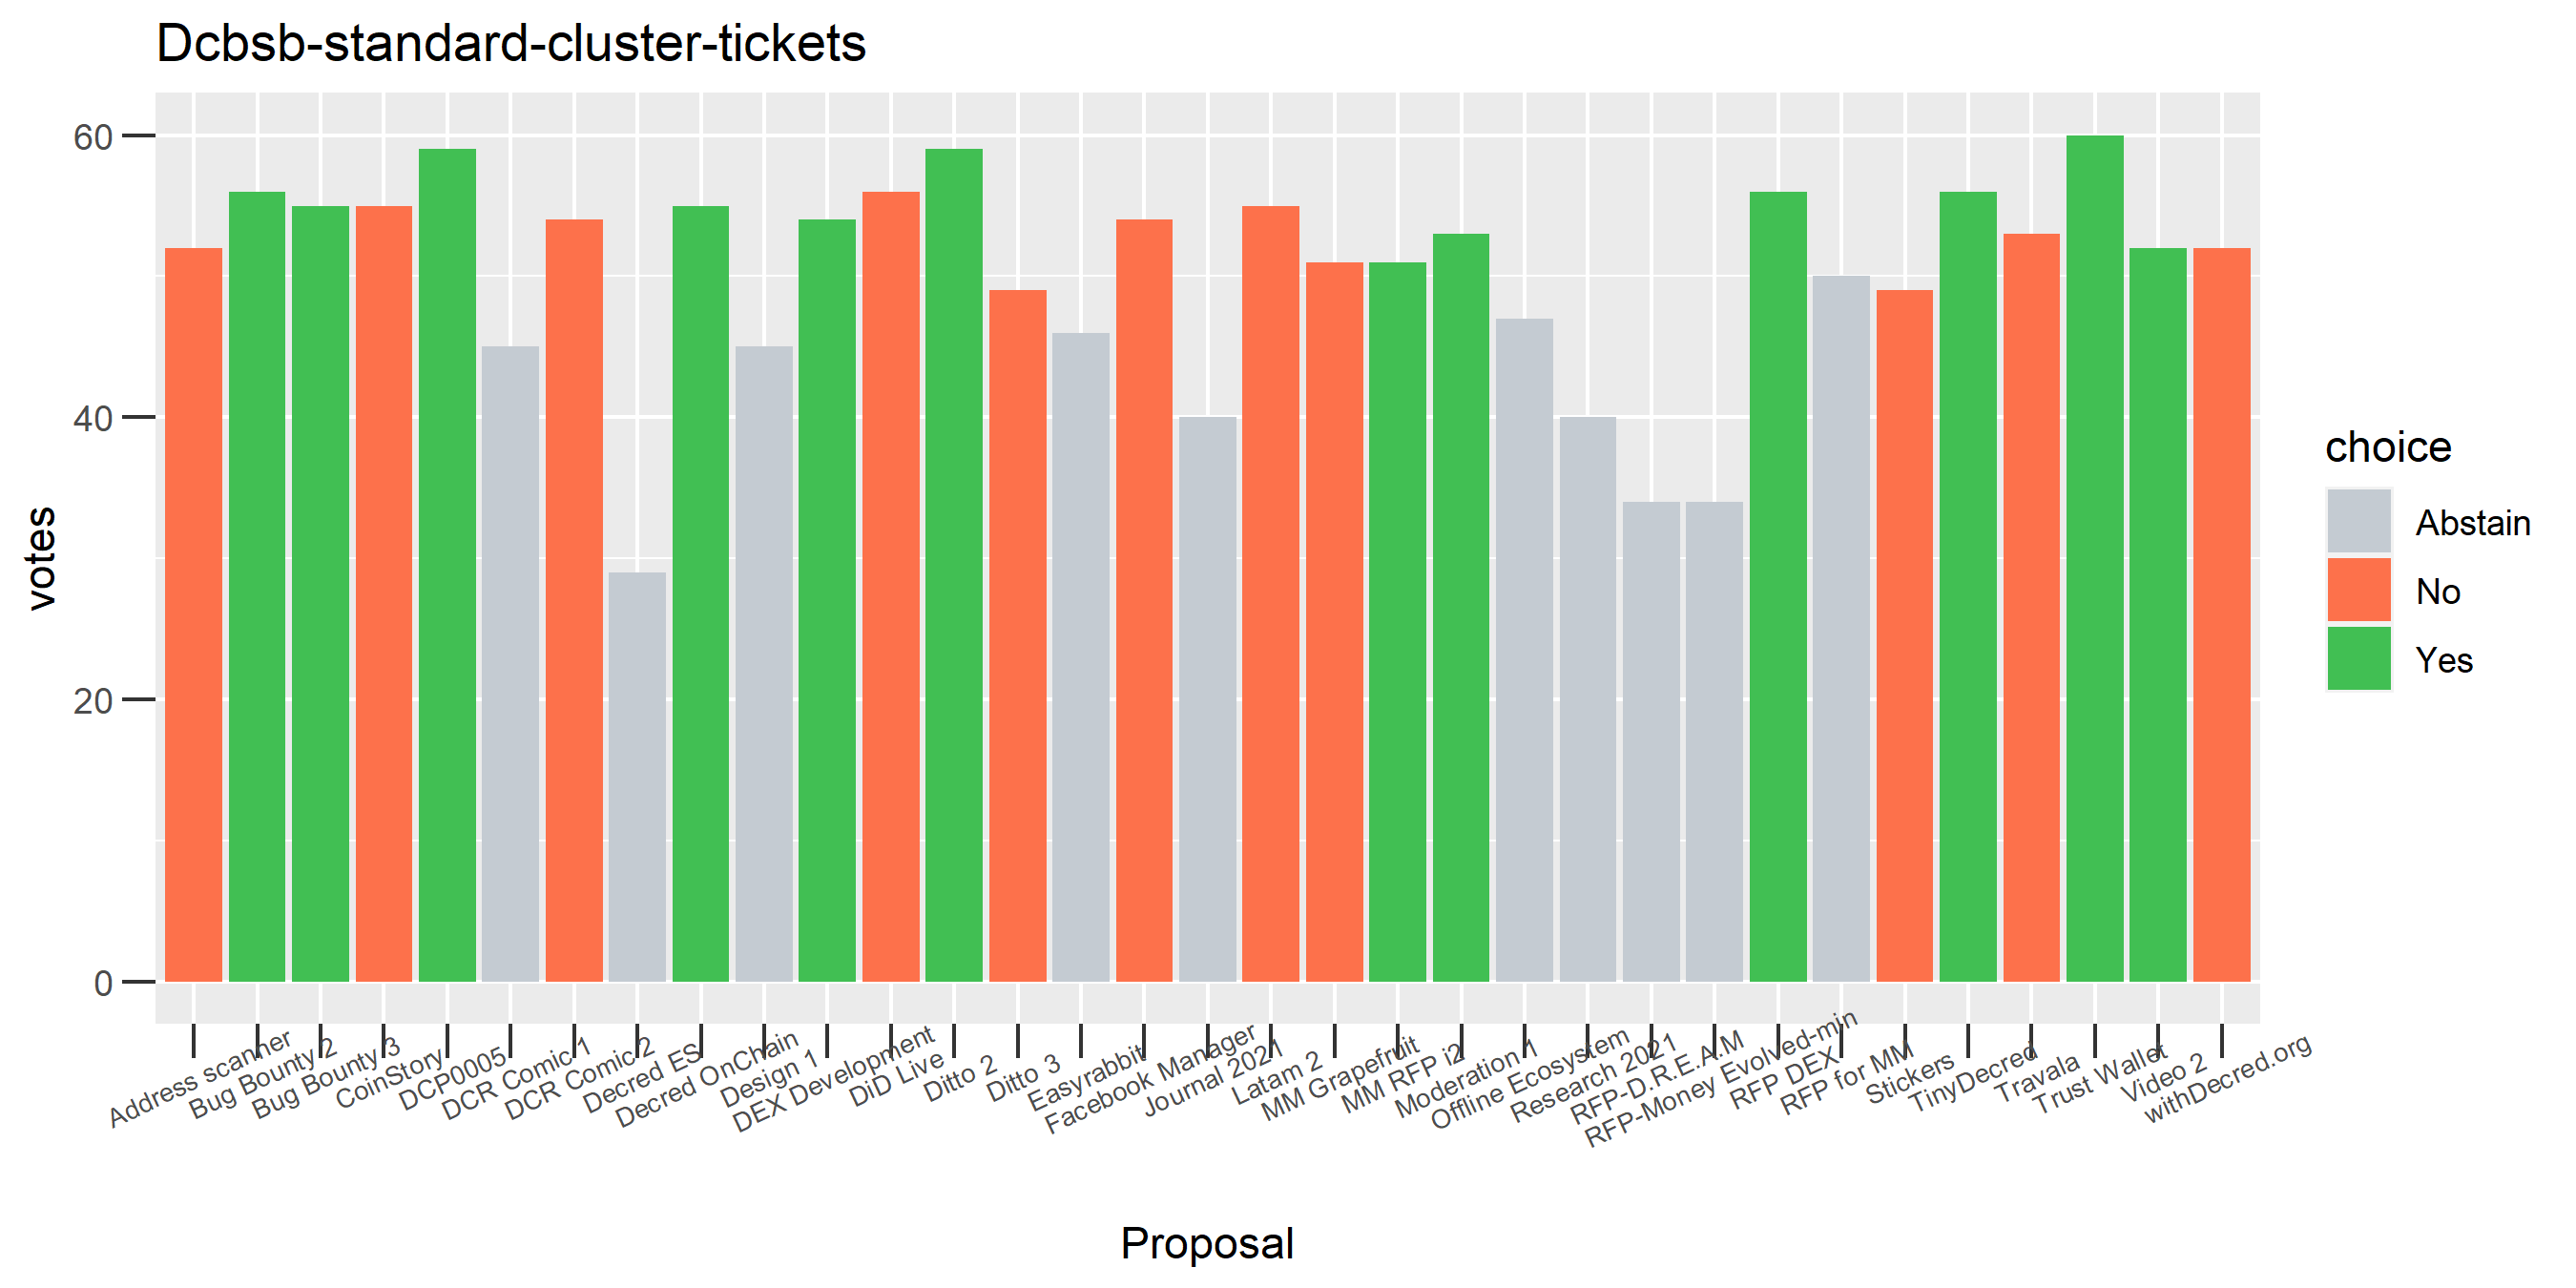 Dcbsb-standard-cluster-tickets
votes
60
40
20
0
Address scanner
Bug Bounty 2
Bug Bounty 3
CoinStory
DCP0005
DCR Comic 1
DCR Comic 2
Decred ES
Decred OnChain
Design 1
DEX Development
DiD Live
Ditto 2
Ditto 3
Easyrabbit
Facebook Manager
Journal 2021
Latam 2
MM Grapefruit
MM RFP i2
Moderation 1
Offline Ecosystem
Research 2021
RFP-D.R.E.A.M
RFP-Money Evolved-min
RFP DEX
RFP for MM
Stickers
TinyDecred
Travala
Trust Wallet
Video 2
withDecred.org
Proposal
choice
Abstain
No
Yes